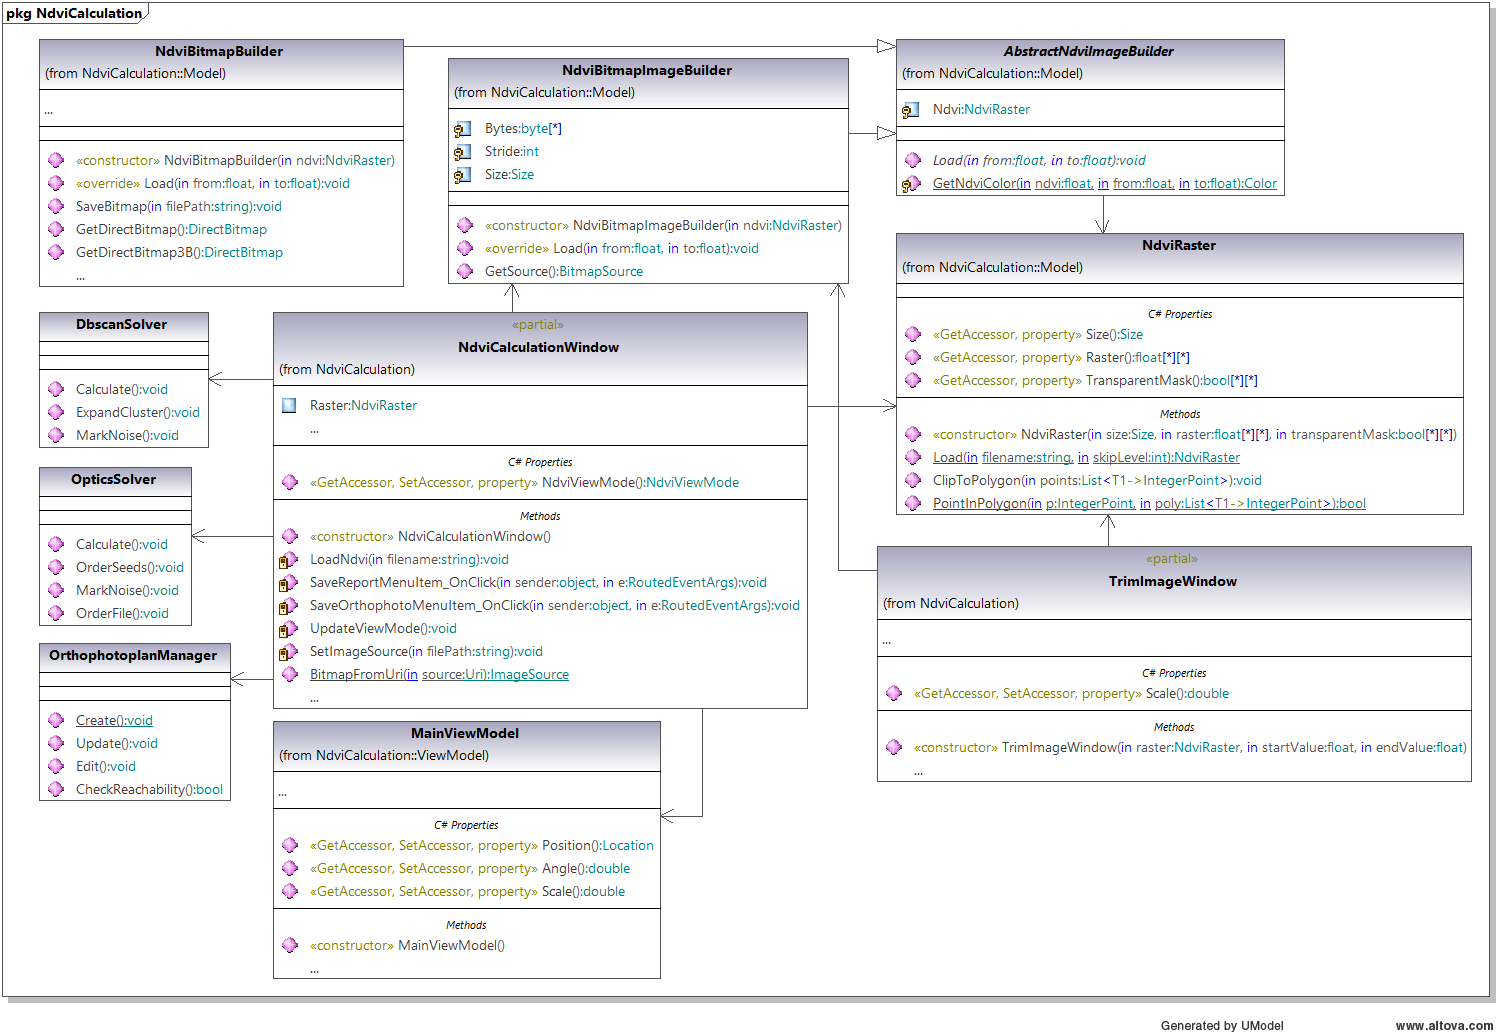 pkg NdviCalculation
NdviBitmapBuilder
(from NdviCalculation::Model)
...
«constructor» NdviBitmapBuilder(in ndvi:NdviRaster)
«override» Load(in from:float, in to:float):void
SaveBitmap(in filePath:string):void
GetDirectBitmap():DirectBitmap
GetDirectBitmap3B():DirectBitmap
...
NdviBitmapImageBuilder
(from NdviCalculation::Model)
Bytes:byte[*]
Stride:int
Size:Size
«constructor» NdviBitmapImageBuilder(in ndvi:NdviRaster)
«override» Load(in from:float, in to:float):void
GetSource():BitmapSource
AbstractNdviImageBuilder
(from NdviCalculation::Model)
Ndvi:NdviRaster
Load(in from:float, in to:float):void
GetNdviColor(in ndvi:float, in from:float, in to:float):Color
NdviRaster
(from NdviCalculation::Model)
C# Properties
«GetAccessor, property» Size():Size
«GetAccessor, property» Raster():float[*][*]
«GetAccessor, property» TransparentMask():bool[*][*]
Methods
«constructor» NdviRaster(in size:Size, in raster:float[*][*], in transparentMask:bool[*][*])
Load(in filename:string, in skipLevel:int):NdviRaster
ClipToPolygon(in points:List<T1->IntegerPoint>):void
PointInPolygon(in p:IntegerPoint, in poly:List<T1->IntegerPoint>):bool
DbscanSolver
Calculate():void
ExpandCluster():void
MarkNoise():void
OpticsSolver
Calculate():void
OrderSeeds():void
MarkNoise():void
OrderFile():void
OrthophotoplanManager
Create():void
Update():void
Edit():void
CheckReachability():bool
«partial»
NdviCalculationWindow
(from NdviCalculation)
Raster:NdviRaster
...
C# Properties
«GetAccessor, SetAccessor, property» NdviViewMode():NdviViewMode
Methods
«constructor» NdviCalculationWindow()
LoadNdvi(in filename:string):void
SaveReportMenuItem_OnClick(in sender:object, in e:RoutedEventArgs):void
SaveOrthophotoMenuItem_OnClick(in sender:object, in e:RoutedEventArgs):void
UpdateViewMode():void
SetImageSource(in filePath:string):void
BitmapFromUri(in source:Uri):ImageSource
...
«partial»
TrimImageWindow
(from NdviCalculation)
...
C# Properties
«GetAccessor, SetAccessor, property» Scale():double
Methods
«constructor» TrimImageWindow(in raster:NdviRaster, in startValue:float, in endValue:float)
...
MainViewModel
(from NdviCalculation::ViewModel)
...
C# Properties
«GetAccessor, SetAccessor, property» Position():Location
«GetAccessor, SetAccessor, property» Angle():double
«GetAccessor, SetAccessor, property» Scale():double
Methods
«constructor» MainViewModel()
...
Generated by UModel
www.altova.com